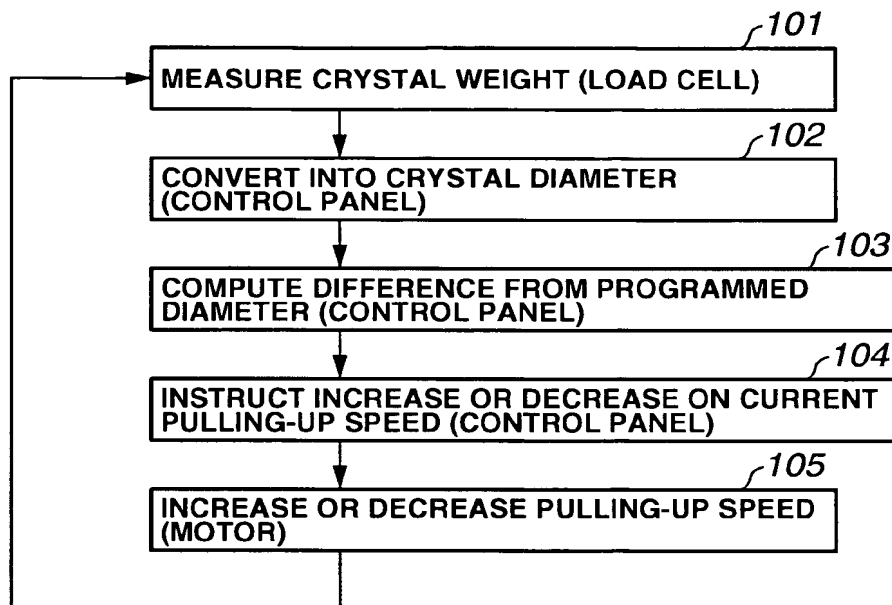 101
MEASURE CRYSTAL WEIGHT (LOAD CELL)
102
CONVERT INTO CRYSTAL DIAMETER
(CONTROL PANEL)
103
COMPUTE DIFFERENCE FROM PROGRAMMED
DIAMETER (CONTROL PANEL)
104
INSTRUCT INCREASE OR DECREASE ON CURRENT
PULLING-UP SPEED (CONTROL PANEL)
105
INCREASE OR DECREASE PULLING-UP SPEED
(MOTOR)